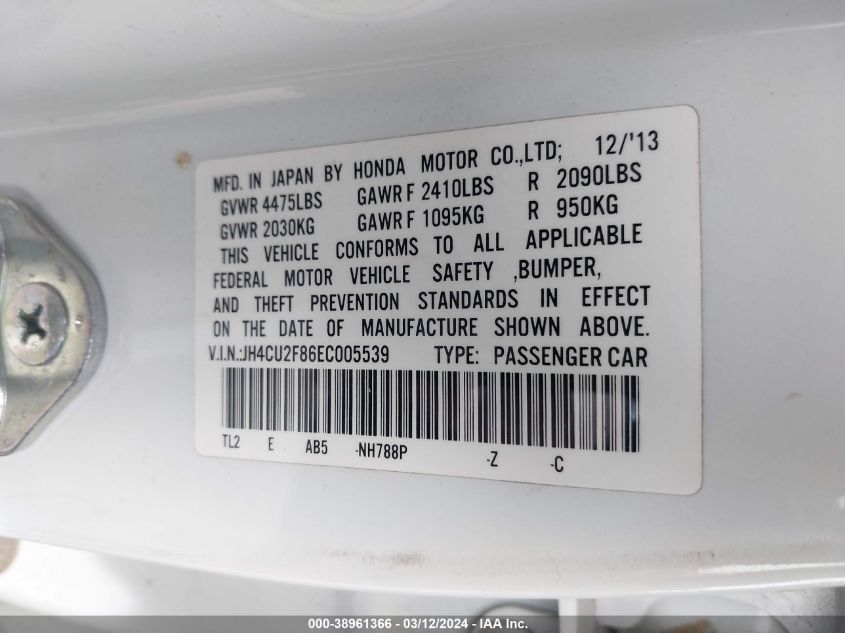 MFD. IN JAPAN BY HONDA MOTOR CO.,LTD; 12/'13
GVWR 4475LBS GAWR F 2410LBS R 2090LBS
GVWR 2030KG GAWR F 1095KG R 950KG
THIS VEHICLE CONFORMS TO ALL APPLICABLE
FEDERAL MOTOR VEHICLE SAFETY ,BUMPER,
AND THEFT PREVENTION STANDARDS IN EFFECT
ON THE DATE OF MANUFACTURE SHOWN ABOVE.
V.I.N.:JH4CU2F86EC005539 TYPE: PASSENGER CAR
TL2 E AB5 -NH788P -Z -C
000-38961366 - 03/12/2024 - IAA Inc.